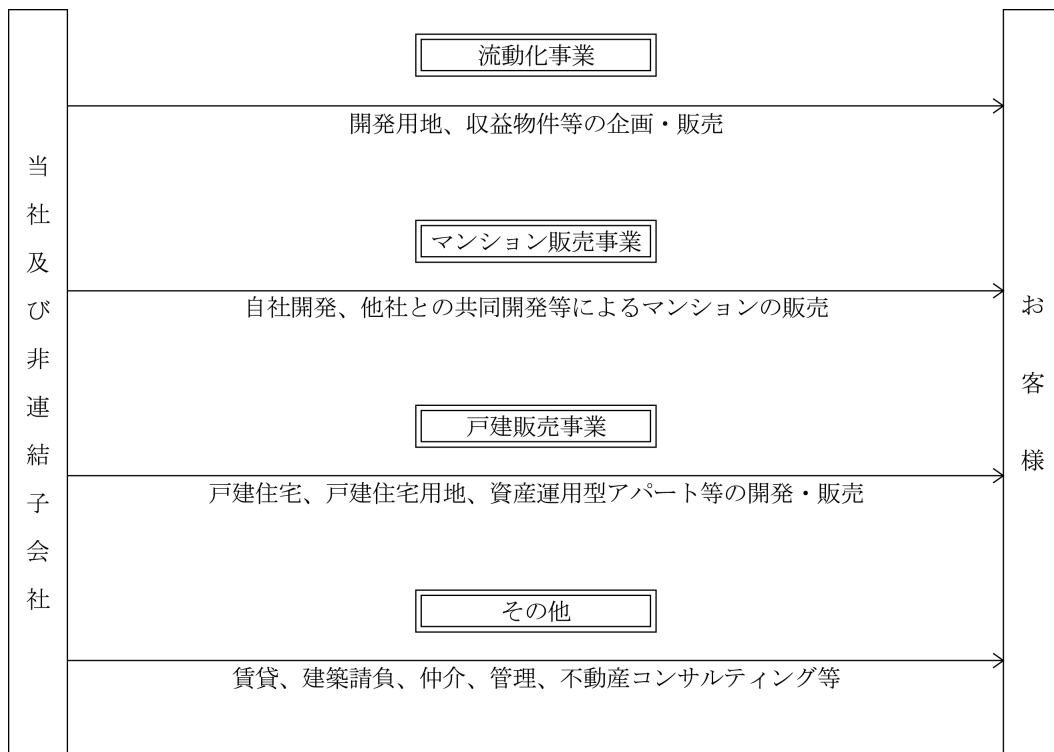 当社及び非連結子会社
流動化事業
開発用地、収益物件等の企画・販売
マンション販売事業
自社開発、他社との共同開発等によるマンションの販売
戸建販売事業
戸建住宅、戸建住宅用地、資産運用型アパート等の開発・販売
その他
賃貸、建築請負、仲介、管理、不動産コンサルティング等
お客様